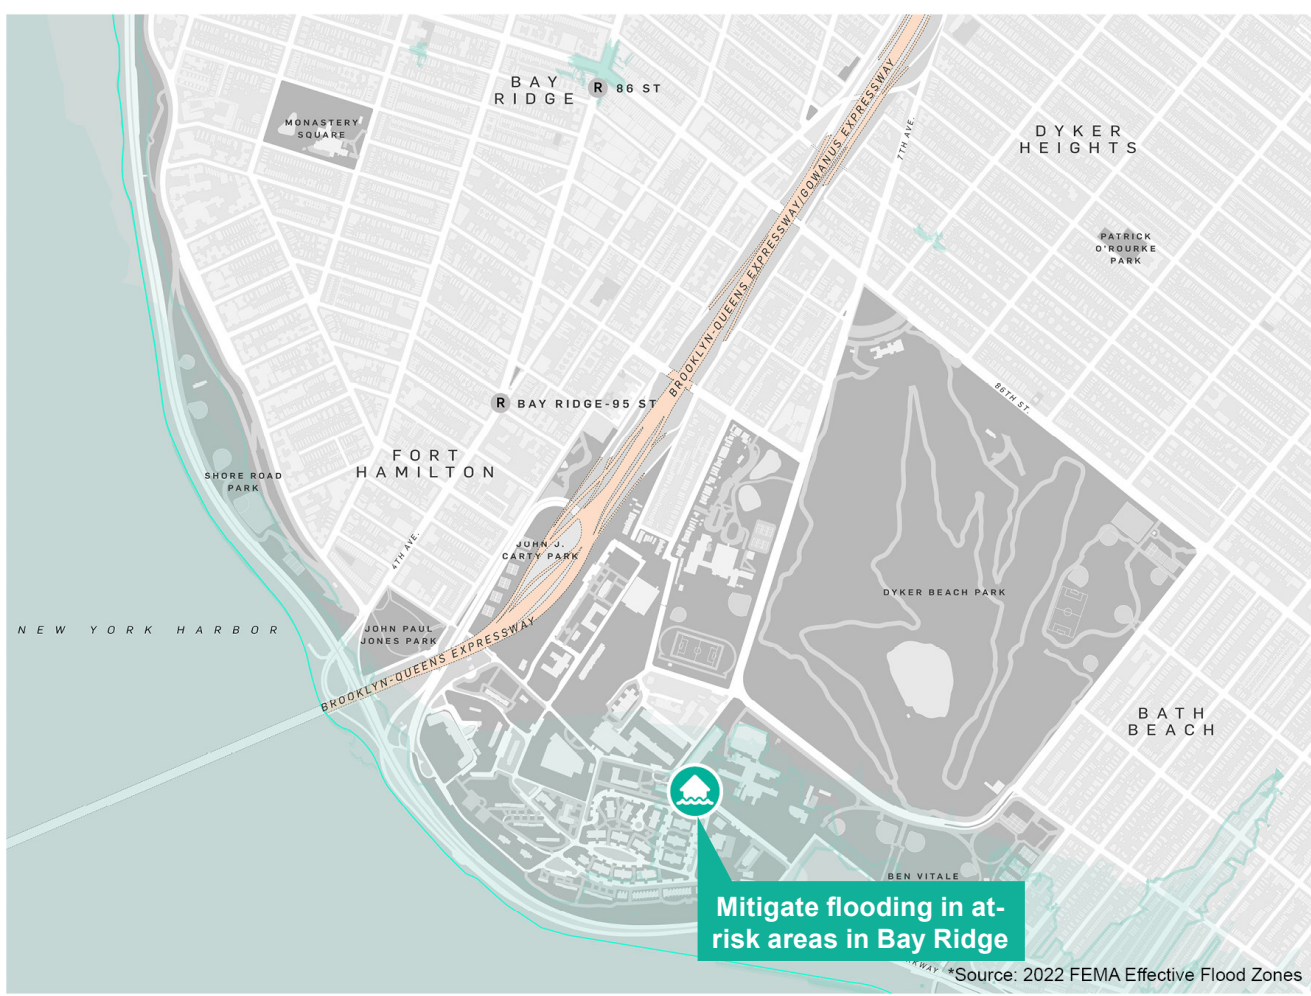 BAY
RIDGE
R 86 ST
MONASTERY
SQUARE
7TH AVE.
DYKER
HEIGHTS
BROOKLYN-QUEENS EXPRESSWAY/GOWANUS EXPRESSWAY
PATRICK
O'ROURKE
PARK
R BAY RIDGE-95 ST
86TH ST.
FORT
HAMILTON
SHORE ROAD
PARK
4TH AVE.
JOHN J.
CARTY PARK
DYKER BEACH PARK
NEW YORK HARBOR
JOHN PAUL
JONES PARK
BROOKLYN-QUEENS EXPRESSWAY
BATH
BEACH
BEN VITALE
Mitigate flooding in at-
risk areas in Bay Ridge
*Source: 2022 FEMA Effective Flood Zones